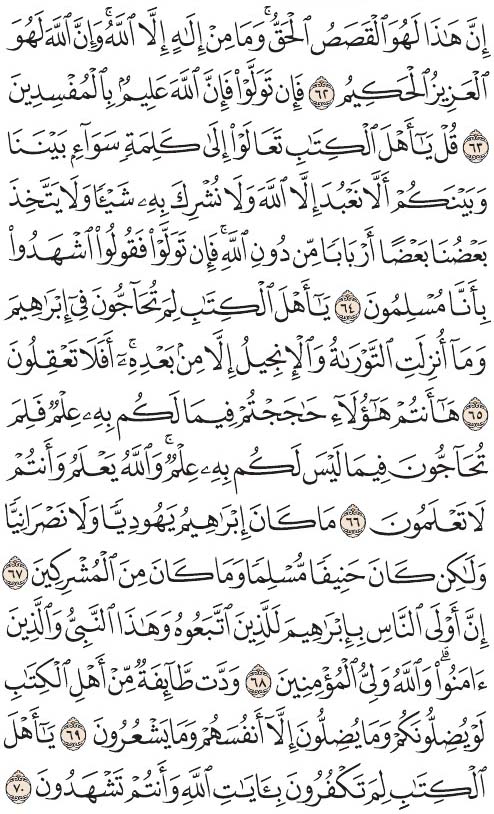 إِنَّ هَٰذَا لَهُوَ ٱلْقَصَصُ ٱلْحَقُّ ۚ وَمَا مِنْ إِلَٰهٍ إِلَّا ٱللَّهُ ۚ وَإِنَّ ٱللَّهَ لَهُوَ
ٱلْعَزِيزُ ٱلْحَكِيمُ ٦٢ فَإِن تَوَلَّوْا۟ فَإِنَّ ٱللَّهَ عَلِيمٌۢ بِٱلْمُفْسِدِينَ
٦٣ قُلْ يَٰٓأَهْلَ ٱلْكِتَٰبِ تَعَالَوْا۟ إِلَىٰ كَلِمَةٍ سَوَآءٍۭ بَيْنَنَا
وَبَيْنَكُمْ أَلَّا نَعْبُدَ إِلَّا ٱللَّهَ وَلَا نُشْرِكَ بِهِۦ شَيْـًٔا وَلَا يَتَّخِذَ
بَعْضُنَا بَعْضًا أَرْبَابًا مِّن دُونِ ٱللَّهِ ۚ فَإِن تَوَلَّوْا۟ فَقُولُوا۟ ٱشْهَدُوا۟
بِأَنَّا مُسْلِمُونَ ٦٤ يَٰٓأَهْلَ ٱلْكِتَٰبِ لِمَ تُحَآجُّونَ فِىٓ إِبْرَٰهِيمَ
وَمَآ أُنزِلَتِ ٱلتَّوْرَىٰةُ وَٱلْإِنجِيلُ إِلَّا مِنۢ بَعْدِهِۦٓ ۚ أَفَلَا تَعْقِلُونَ
٦٥ هَٰٓأَنتُمْ هَٰٓؤُلَآءِ حَٰجَجْتُمْ فِيمَا لَكُم بِهِۦ عِلْمٌ فَلِمَ
تُحَآجُّونَ فِيمَا لَيْسَ لَكُم بِهِۦ عِلْمٌ ۚ وَٱللَّهُ يَعْلَمُ وَأَنتُمْ
لَا تَعْلَمُونَ ٦٦ مَا كَانَ إِبْرَٰهِيمُ يَهُودِيًّا وَلَا نَصْرَانِيًّا
وَلَٰكِن كَانَ حَنِيفًا مُّسْلِمًا وَمَا كَانَ مِنَ ٱلْمُشْرِكِينَ ٦٧
إِنَّ أَوْلَى ٱلنَّاسِ بِإِبْرَٰهِيمَ لَلَّذِينَ ٱتَّبَعُوهُ وَهَٰذَا ٱلنَّبِىُّ وَٱلَّذِينَ
ءَامَنُوا۟ ۗ وَٱللَّهُ وَلِىُّ ٱلْمُؤْمِنِينَ ٦٨ وَدَّت طَّآئِفَةٌ مِّنْ أَهْلِ ٱلْكِتَٰبِ
لَوْ يُضِلُّونَكُمْ وَمَا يُضِلُّونَ إِلَّآ أَنفُسَهُمْ وَمَا يَشْعُرُونَ ٦٩ يَٰٓأَهْلَ
ٱلْكِتَٰبِ لِمَ تَكْفُرُونَ بِـَٔايَٰتِ ٱللَّهِ وَأَنتُمْ تَشْهَدُونَ ٧٠